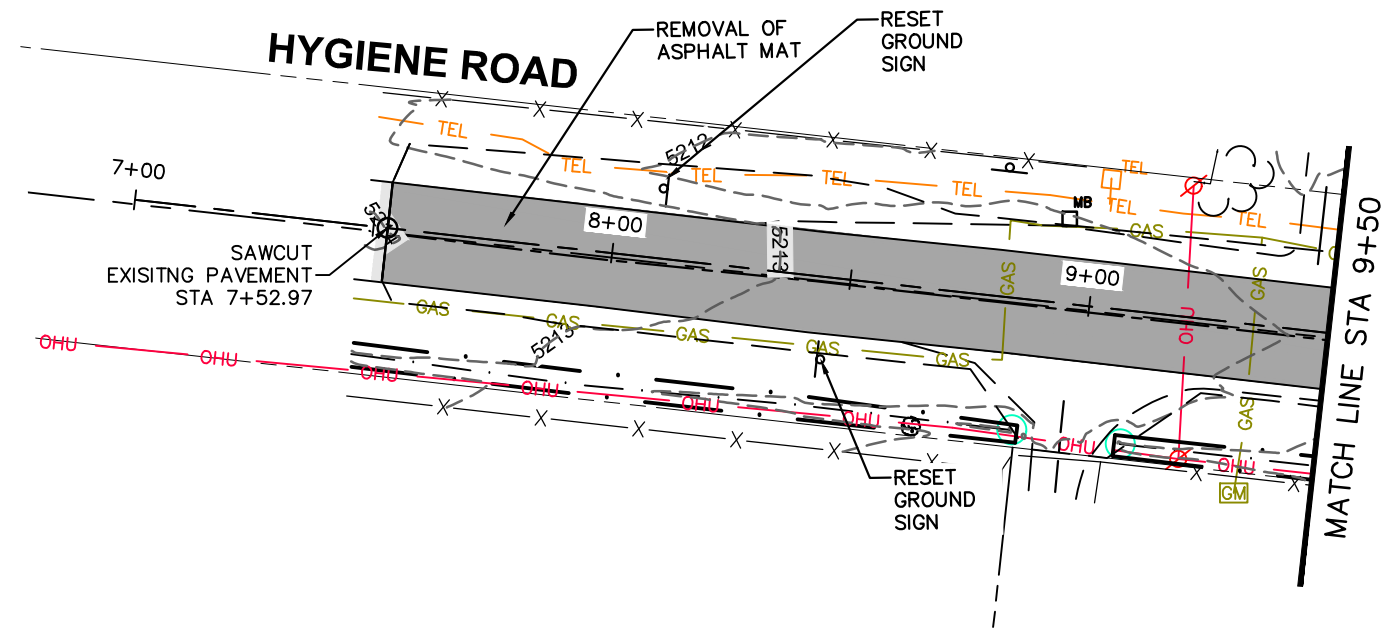 HYGIENE ROAD
REMOVAL OF
ASPHALT MAT
RESET
GROUND
SIGN
TEL
TEL
TEL
TEL
TEL
TEL
TEL
TEL
5212
7+00
8+00
5213
9+00
MB
GAS
SAWCUT
EXISITNG PAVEMENT
STA 7+52.97
GAS
GAS
GAS
GAS
GAS
GAS
GAS
GAS
5213
OHU
OHU
OHU
OHU
OHU
OHU
OHU
OHU
OHU
GM
RESET
GROUND
SIGN
MATCH LINE STA 9+50